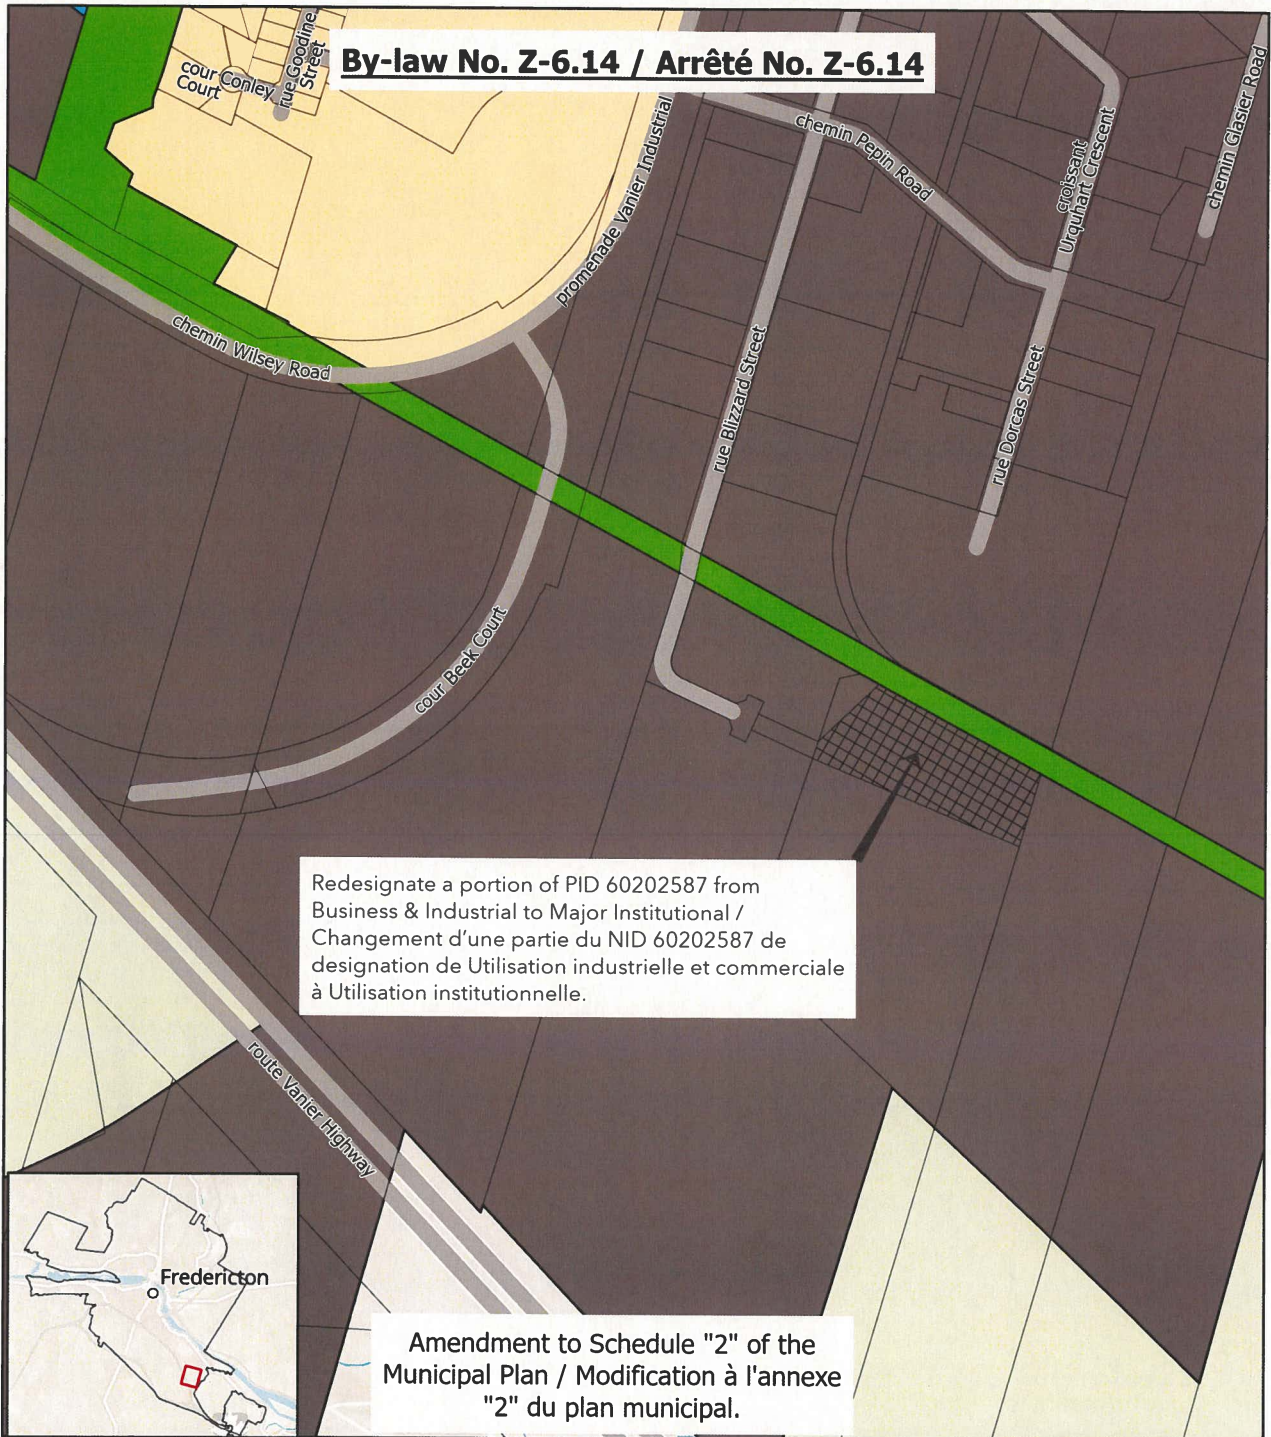 By-law No. Z-6.14 / Arrêté No. Z-6.14
cour Conley
Court
rue Goodine
Street
promenade Vanier Industrial
chemin Pepin Road
croissant
Urquhart Crescent
chemin Glasier Road
chemin Wilsey Road
rue Blizzard Street
rue Dorcas Street
cour Beek Court
Redesignate a portion of PID 60202587 from
Business & Industrial to Major Institutional /
Changement d'une partie du NID 60202587 de
designation de Utilisation industrielle et commerciale
à Utilisation institutionnelle.
route Vanier Highway
Fredericton
Amendment to Schedule "2" of the
Municipal Plan / Modification à l'annexe
"2" du plan municipal.